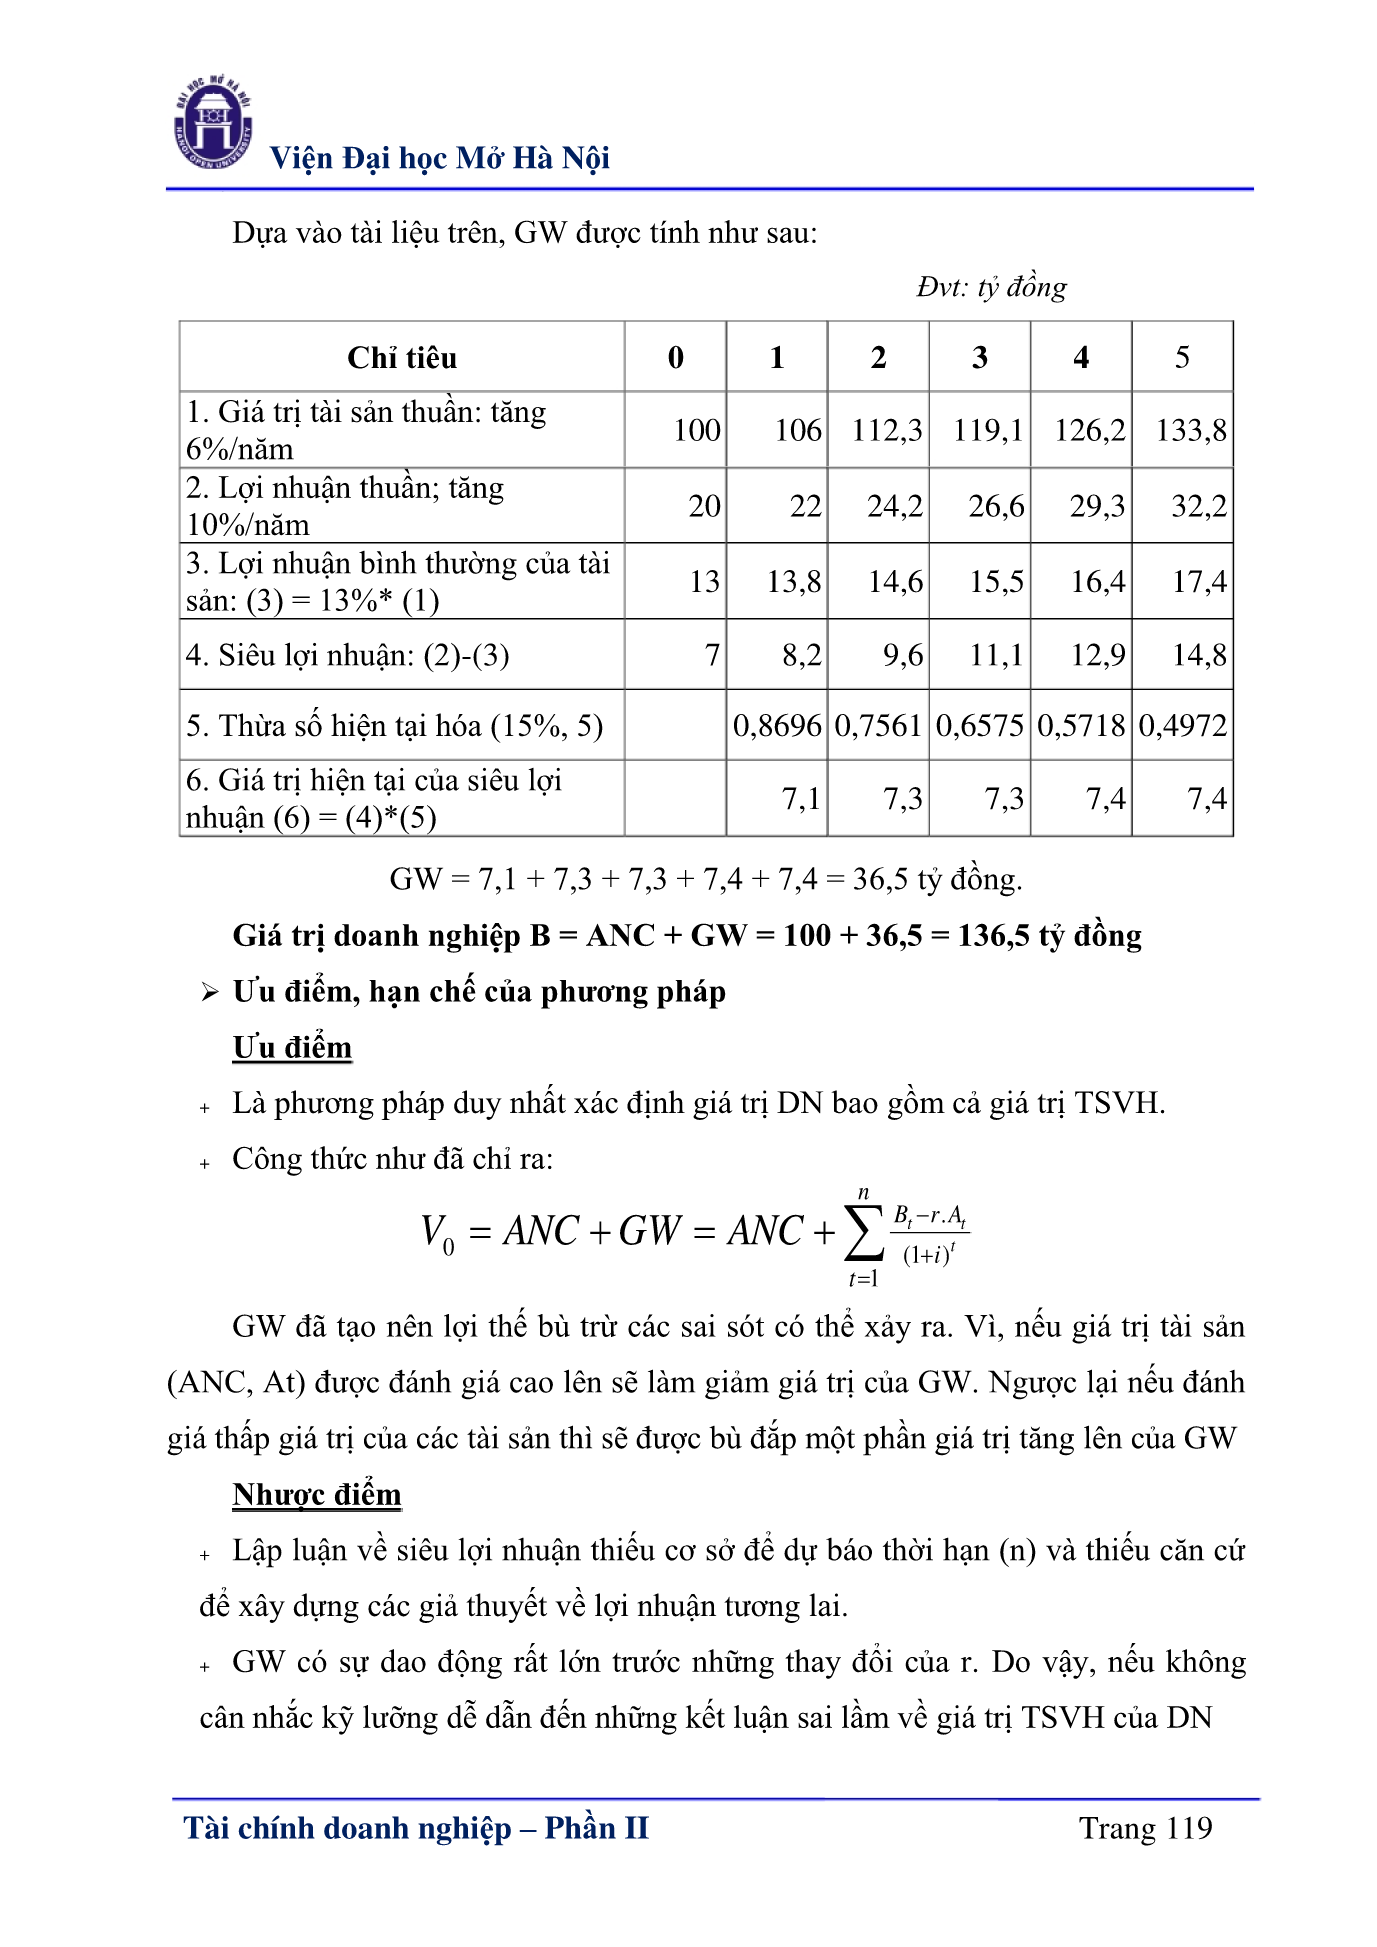 ĐẠI HỌC MỞ HÀ NỘI
HANOI OPEN UNIVERSITY
Viện Đại học Mở Hà Nội
Dựa vào tài liệu trên, GW được tính như sau:
Đvt: tỷ đồng
Chỉ tiêu 0 1 2 3 4 5
1. Giá trị tài sản thuần: tăng
6%/năm
100 106 112,3 119,1 126,2 133,8
2. Lợi nhuận thuần; tăng
10%/năm
20 22 24,2 26,6 29,3 32,2
3. Lợi nhuận bình thường của tài
sản: (3) = 13%* (1)
13 13,8 14,6 15,5 16,4 17,4
4. Siêu lợi nhuận: (2)-(3) 7 8,2 9,6 11,1 12,9 14,8
5. Thừa số hiện tại hóa (15%, 5) 0,8696 0,7561 0,6575 0,5718 0,4972
6. Giá trị hiện tại của siêu lợi
nhuận (6) = (4)*(5)
7,1 7,3 7,3 7,4 7,4
GW = 7,1 + 7,3 + 7,3 + 7,4 + 7,4 = 36,5 tỷ đồng.
Giá trị doanh nghiệp B = ANC + GW = 100 + 36,5 = 136,5 tỷ đồng
➢ Ưu điểm, hạn chế của phương pháp
Ưu điểm
+ Là phương pháp duy nhất xác định giá trị DN bao gồm cả giá trị TSVH.
+ Công thức như đã chỉ ra:
V₀ = ANC + GW = ANC + ∑ₜ₌₁ⁿ (Bₜ − r.Aₜ)/(1+i)ᵗ
GW đã tạo nên lợi thế bù trừ các sai sót có thể xảy ra. Vì, nếu giá trị tài sản
(ANC, At) được đánh giá cao lên sẽ làm giảm giá trị của GW. Ngược lại nếu đánh
giá thấp giá trị của các tài sản thì sẽ được bù đắp một phần giá trị tăng lên của GW
Nhược điểm
+ Lập luận về siêu lợi nhuận thiếu cơ sở để dự báo thời hạn (n) và thiếu căn cứ
để xây dựng các giả thuyết về lợi nhuận tương lai.
+ GW có sự dao động rất lớn trước những thay đổi của r. Do vậy, nếu không
cân nhắc kỹ lưỡng dễ dẫn đến những kết luận sai lầm về giá trị TSVH của DN
Tài chính doanh nghiệp – Phần II Trang 119